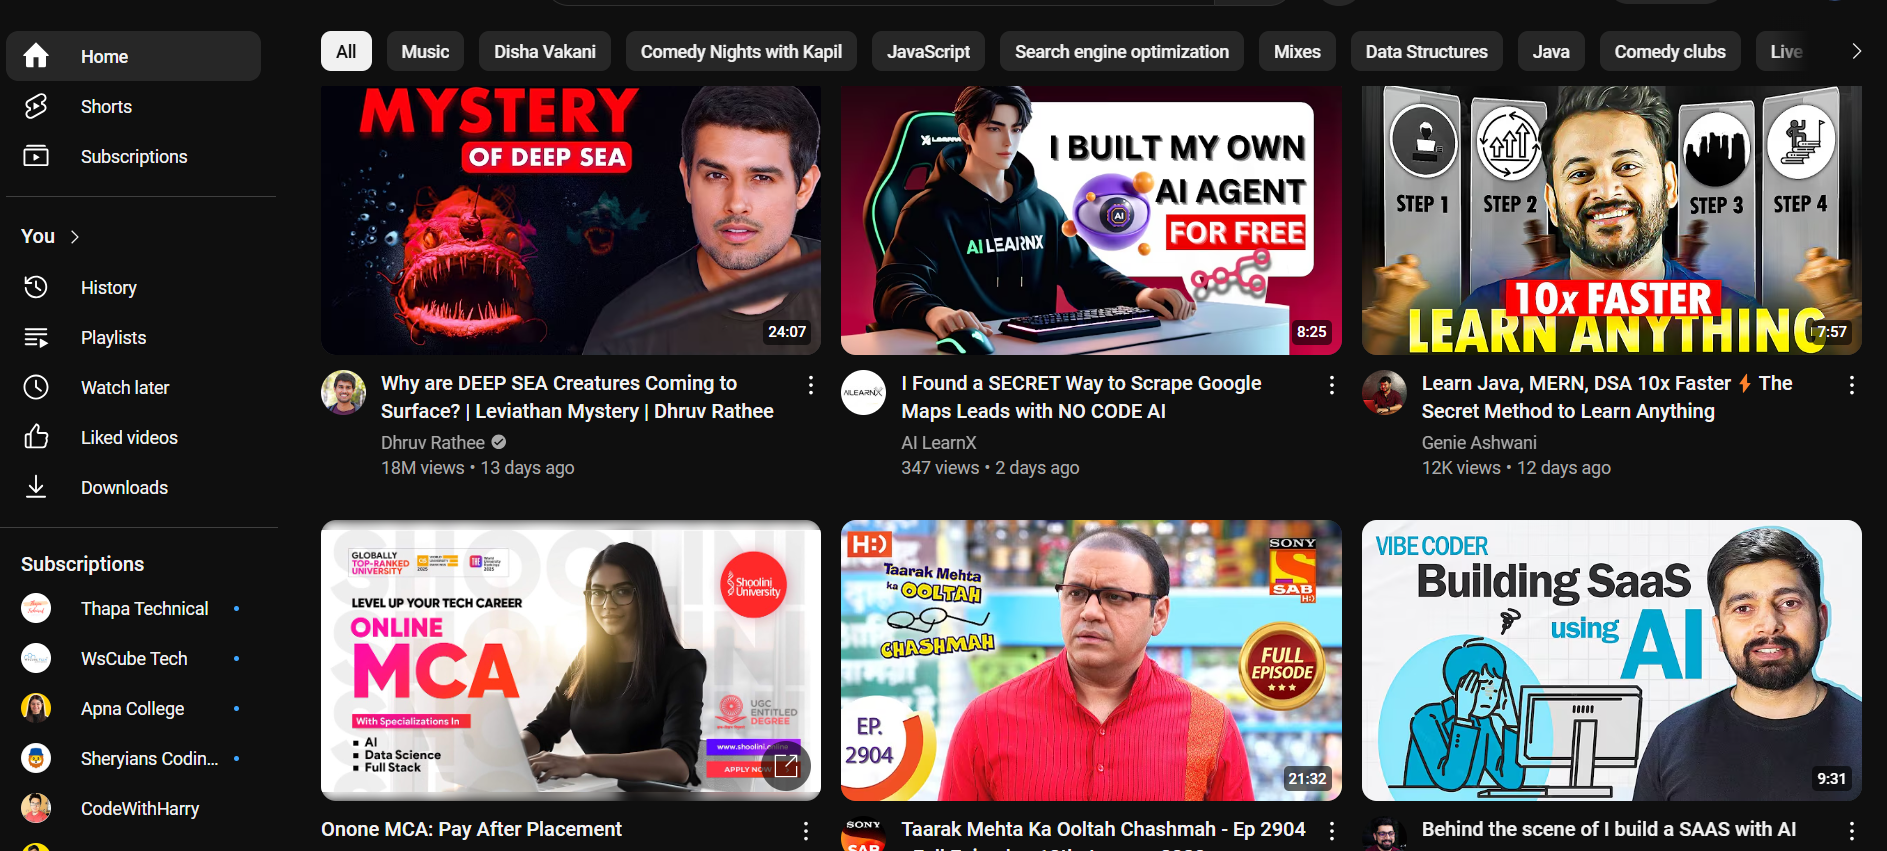 Home
Shorts
Subscriptions
You
History
Playlists
Watch later
Liked videos
Downloads
Subscriptions
Thapa Technical
WsCube Tech
Apna College
Sheryians Codin...
CodeWithHarry
All
Music
Disha Vakani
Comedy Nights with Kapil
JavaScript
Search engine optimization
Mixes
Data Structures
Java
Comedy clubs
Live
MYSTERY
OF DEEP SEA
24:07
Why are DEEP SEA Creatures Coming to
Surface? | Leviathan Mystery | Dhruv Rathee
Dhruv Rathee
18M views • 13 days ago
I BUILT MY OWN
AI AGENT
FOR FREE
AI
AI LEARNX
8:25
AILEARNX
I Found a SECRET Way to Scrape Google
Maps Leads with NO CODE AI
AI LearnX
347 views • 2 days ago
STEP 1
STEP 2
STEP 3
STEP 4
10x FASTER
LEARN ANYTHING
7:57
Learn Java, MERN, DSA 10x Faster ⚡ The
Secret Method to Learn Anything
Genie Ashwani
12K views • 12 days ago
GLOBALLY
TOP-RANKED
UNIVERSITY
Shoolini
University
LEVEL UP YOUR TECH CAREER
ONLINE
MCA
With Specializations In
AI
Data Science
Full Stack
UGC
ENTITLED
DEGREE
www.shoolini.online
APPLY NOW
Onone MCA: Pay After Placement
H:)
Taarak Mehta
ka OOLTAH
CHASHMAH
SONY
SAB
HD
FULL
EPISODE
EP.
2904
21:32
SONY
SAB
Taarak Mehta Ka Ooltah Chashmah - Ep 2904
VIBE CODER
Building SaaS
using AI
9:31
Behind the scene of I build a SAAS with AI